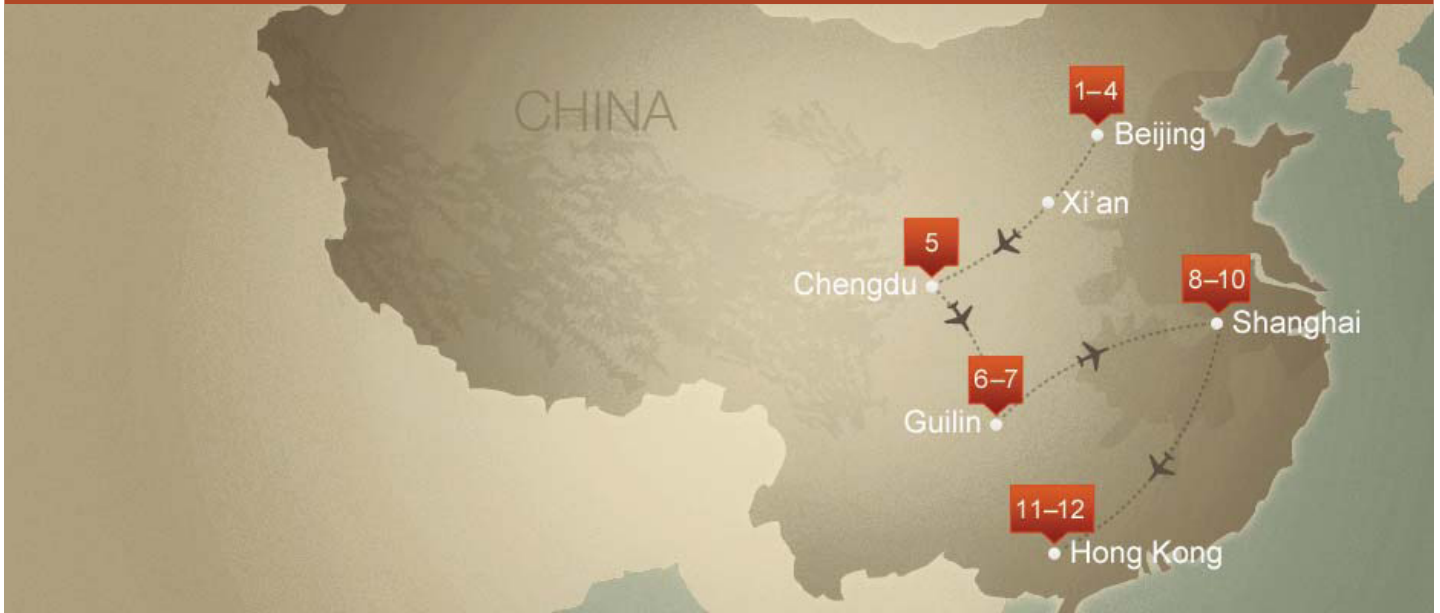 CHINA
1–4
Beijing
Xi’an
5
Chengdu
8–10
Shanghai
6–7
Guilin
11–12
Hong Kong